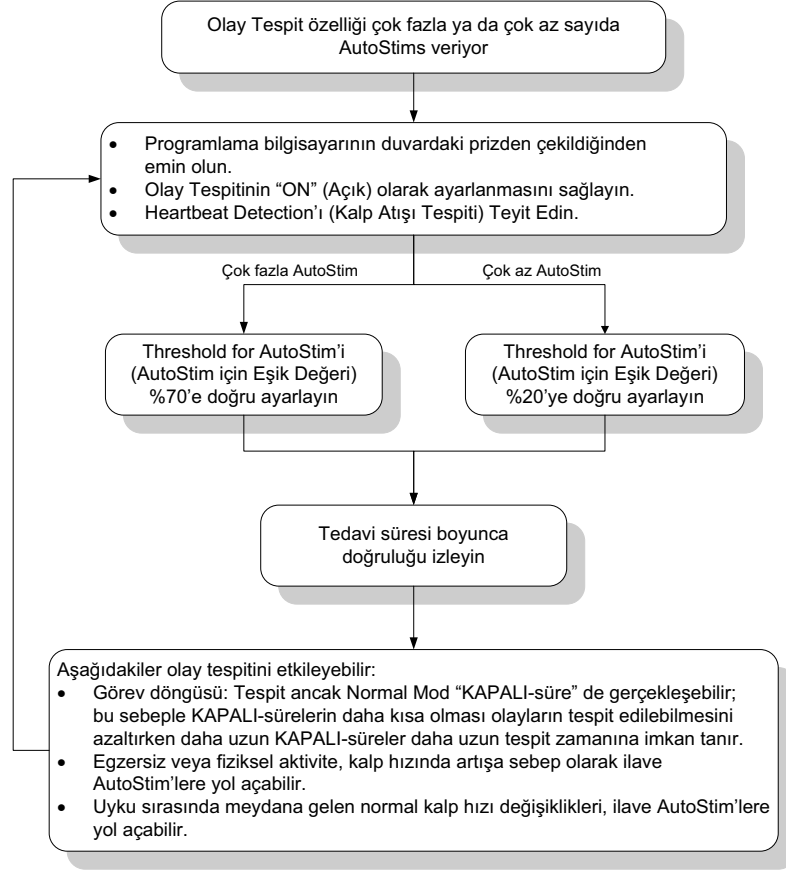 Olay Tespit özelliği çok fazla ya da çok az sayıda
AutoStims veriyor
• Programlama bilgisayarının duvardaki prizden çekildiğinden
emin olun.
• Olay Tespitinin “ON” (Açık) olarak ayarlanmasını sağlayın.
• Heartbeat Detection’ı (Kalp Atışı Tespiti) Teyit Edin.
Çok fazla AutoStim
Çok az AutoStim
Threshold for AutoStim’i
(AutoStim için Eşik Değeri)
%70’e doğru ayarlayın
Threshold for AutoStim’i
(AutoStim için Eşik Değeri)
%20’ye doğru ayarlayın
Tedavi süresi boyunca
doğruluğu izleyin
Aşağıdakiler olay tespitini etkileyebilir:
• Görev döngüsü: Tespit ancak Normal Mod “KAPALI-süre” de gerçekleşebilir;
bu sebeple KAPALI-sürelerin daha kısa olması olayların tespit edilebilmesini
azaltırken daha uzun KAPALI-süreler daha uzun tespit zamanına imkan tanır.
• Egzersiz veya fiziksel aktivite, kalp hızında artışa sebep olarak ilave
AutoStim’lere yol açabilir.
• Uyku sırasında meydana gelen normal kalp hızı değişiklikleri, ilave AutoStim’lere
yol açabilir.